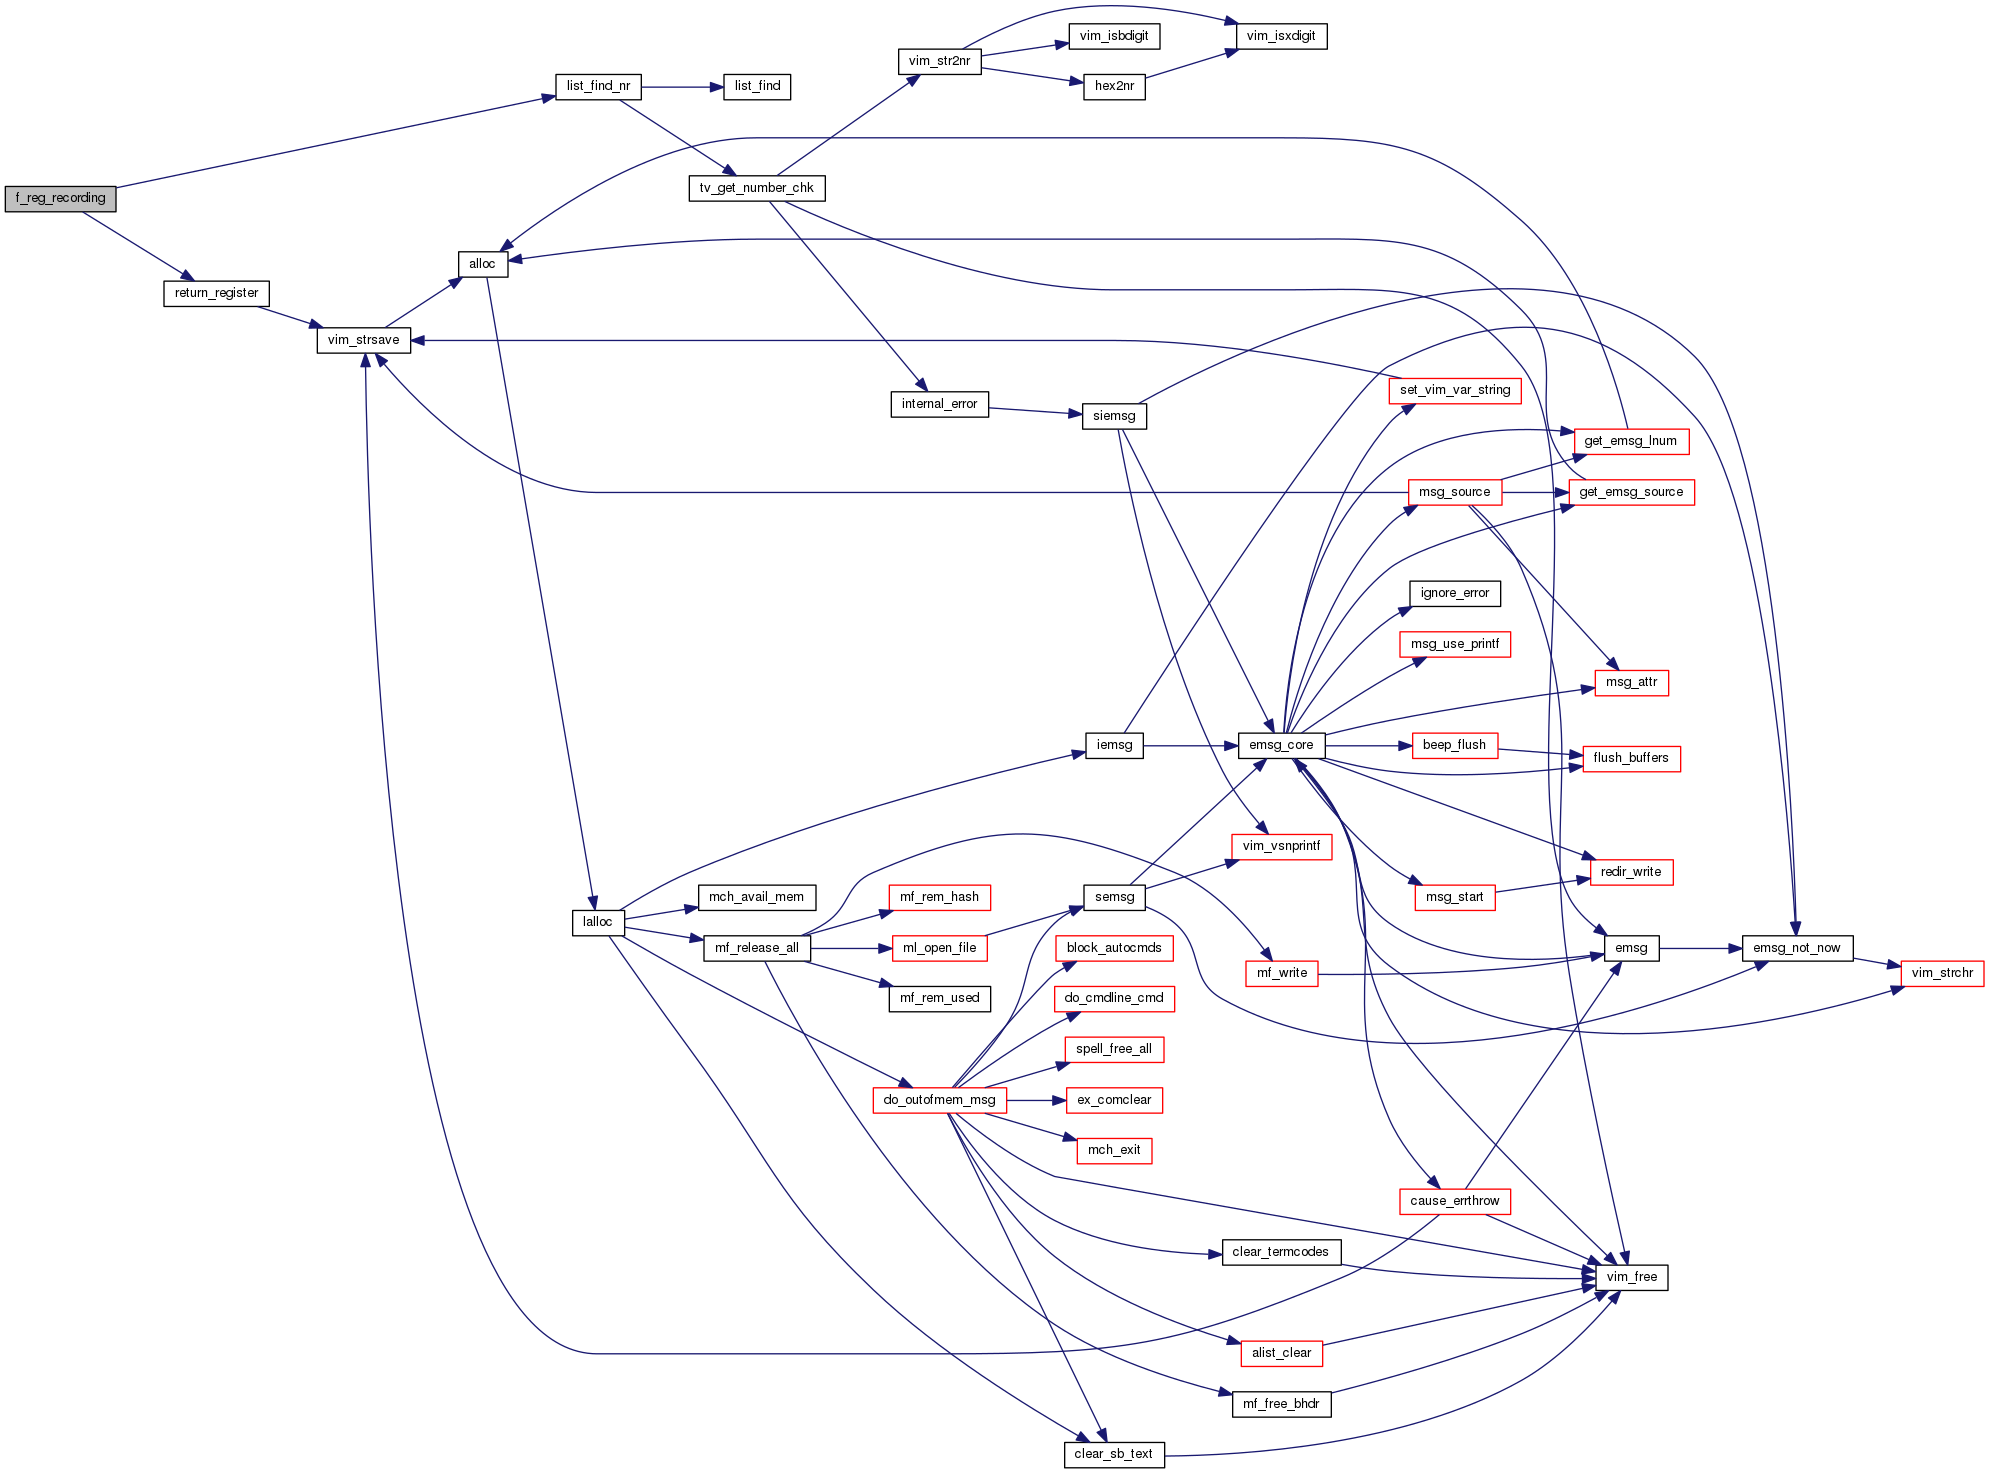 f_reg_recording
list_find_nr
list_find
return_register
vim_strsave
alloc
tv_get_number_chk
vim_str2nr
vim_isbdigit
vim_isxdigit
hex2nr
internal_error
siemsg
set_vim_var_string
get_emsg_lnum
msg_source
get_emsg_source
ignore_error
msg_use_printf
msg_attr
iemsg
emsg_core
beep_flush
flush_buffers
vim_vsnprintf
redir_write
msg_start
semsg
mch_avail_mem
mf_rem_hash
lalloc
mf_release_all
ml_open_file
block_autocmds
mf_write
emsg
emsg_not_now
vim_strchr
mf_rem_used
do_cmdline_cmd
spell_free_all
do_outofmem_msg
ex_comclear
mch_exit
cause_errthrow
clear_termcodes
vim_free
alist_clear
mf_free_bhdr
clear_sb_text